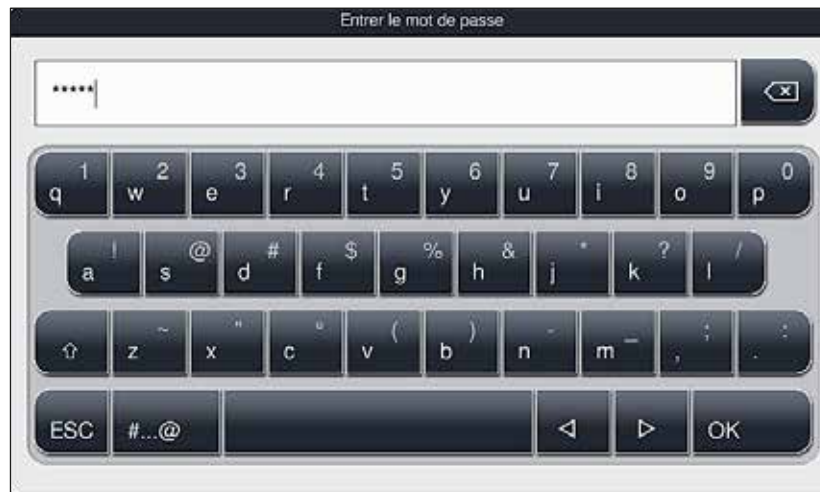 Entrer le mot de passe
*****
1 2 3 4 5 6 7 8 9 0
q w e r t y u i o p
! @ # $ % & * ? /
a s d f g h j k l
~ " º ( ) - _ ; :
z x c v b n m , .
ESC #...@ OK